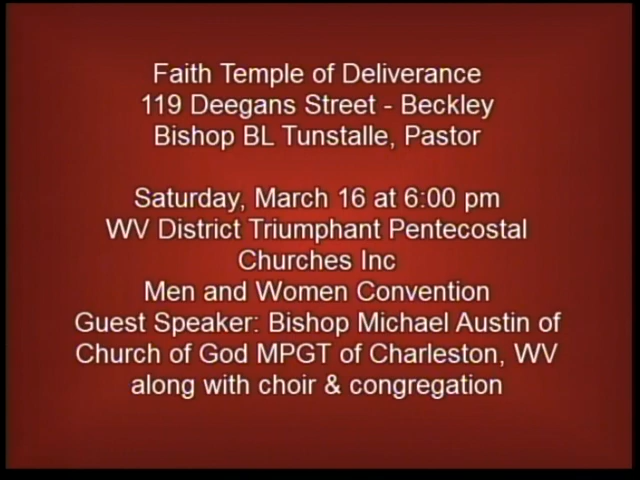 Faith Temple of Deliverance
119 Deegans Street - Beckley
Bishop BL Tunstalle, Pastor
Saturday, March 16 at 6:00 pm
WV District Triumphant Pentecostal
Churches Inc
Men and Women Convention
Guest Speaker: Bishop Michael Austin of
Church of God MPGT of Charleston, WV
along with choir & congregation